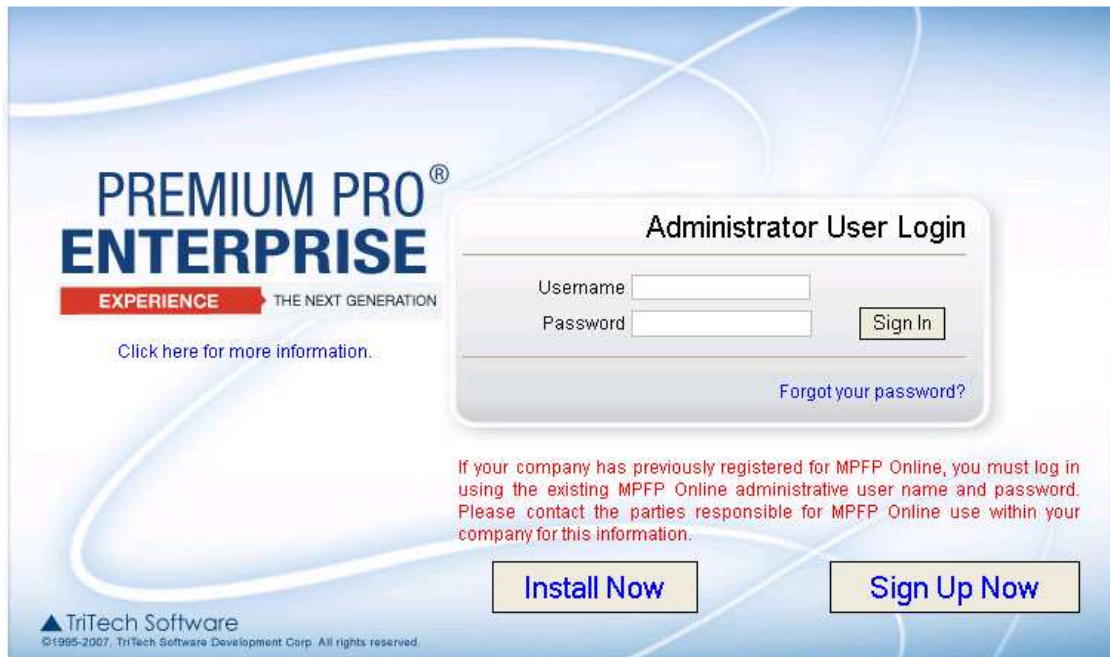 PREMIUM PRO®
ENTERPRISE
EXPERIENCE THE NEXT GENERATION
Click here for more information.
Administrator User Login
Username
Password
Sign In
Forgot your password?
If your company has previously registered for MPFP Online, you must log in
using the existing MPFP Online administrative user name and password.
Please contact the parties responsible for MPFP Online use within your
company for this information.
Install Now
Sign Up Now
TriTech Software
©1995-2007. TriTech Software Development Corp. All rights reserved.